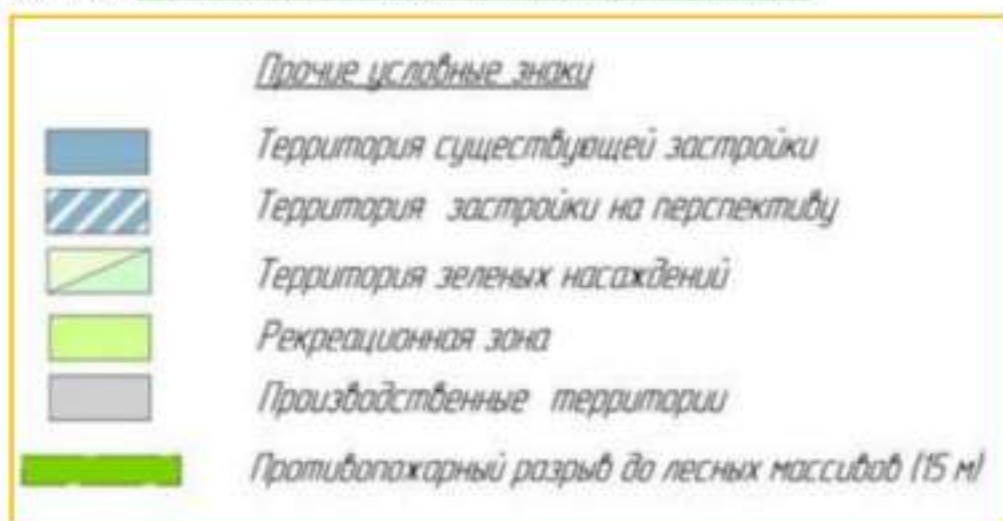 Прочие условные знаки
Территория существующей застройки
Территория застройки на перспективу
Территория зеленых насаждений
Рекреационная зона
Производственные территории
Противопожарный разрыв до лесных массивов (15 м)